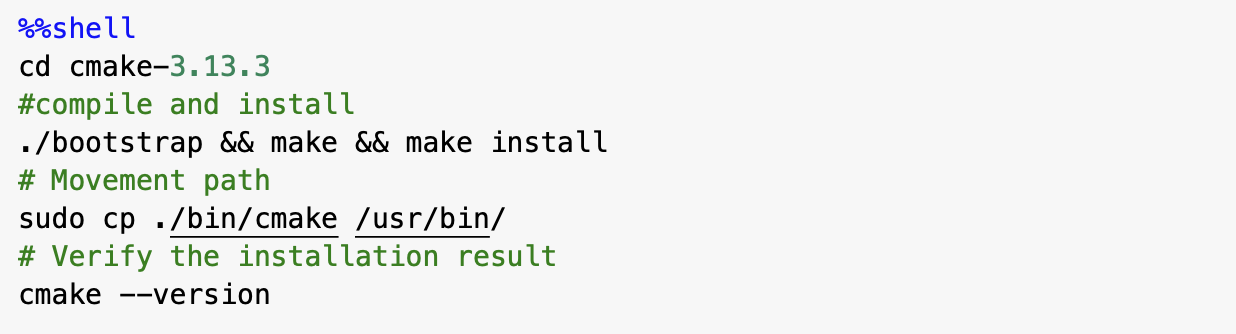 %%shell
cd cmake-3.13.3
#compile and install
./bootstrap && make && make install
# Movement path
sudo cp ./bin/cmake /usr/bin/
# Verify the installation result
cmake --version